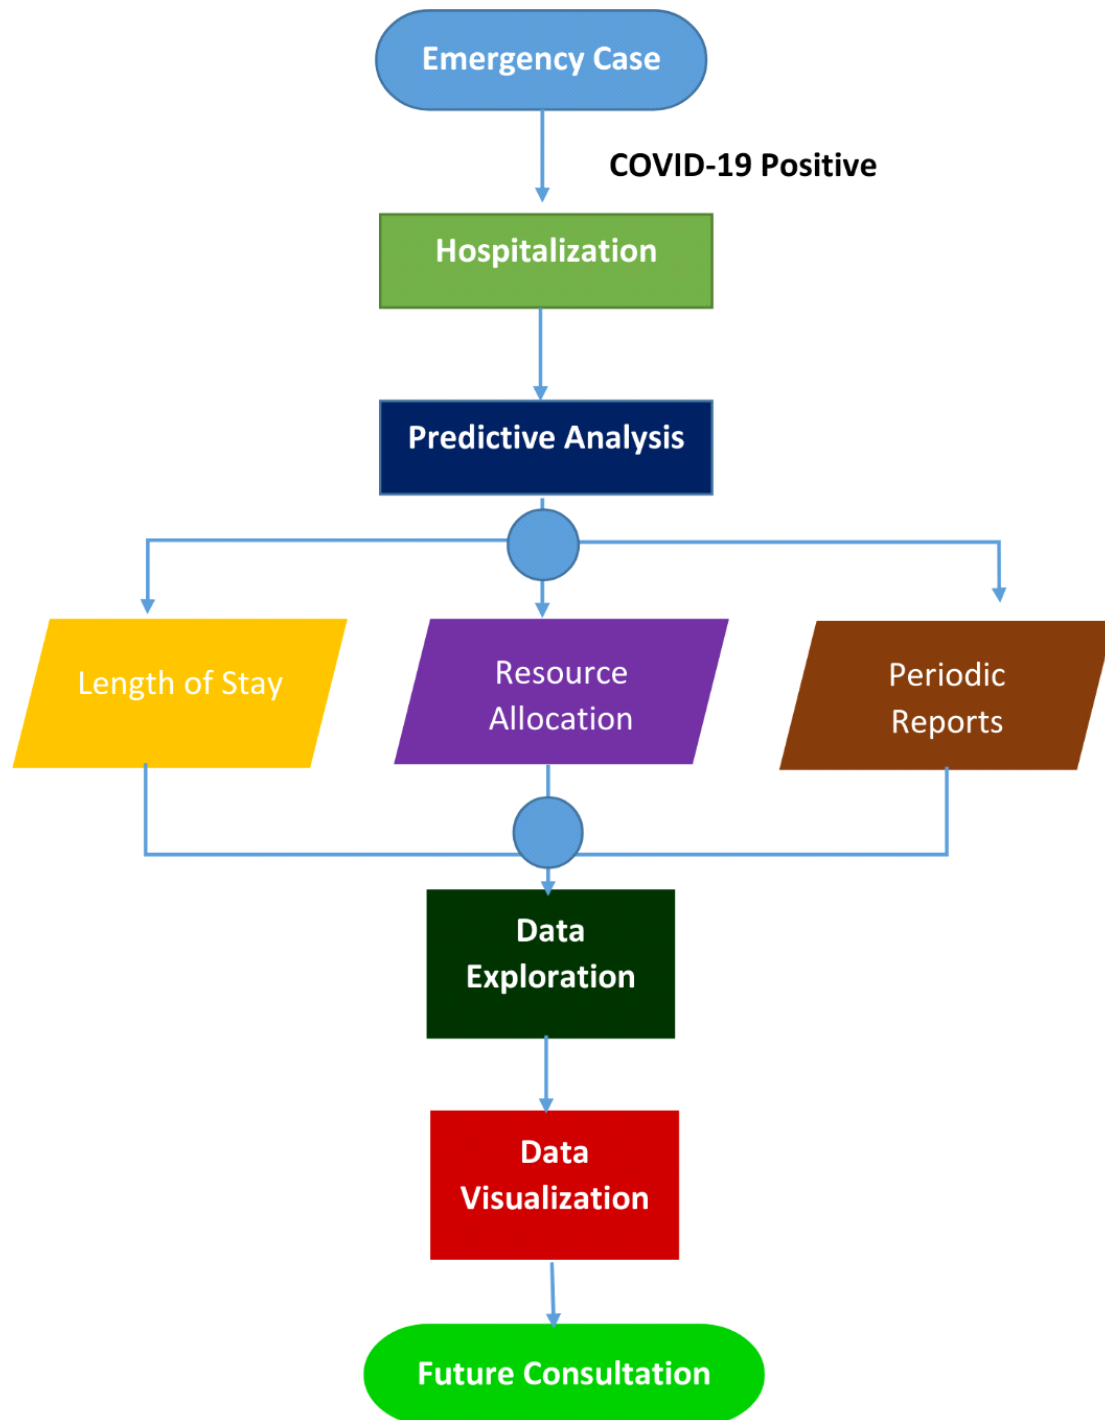 Emergency Case
COVID-19 Positive
Hospitalization
Predictive Analysis
Length of Stay
Resource
Allocation
Periodic
Reports
Data
Exploration
Data
Visualization
Future Consultation